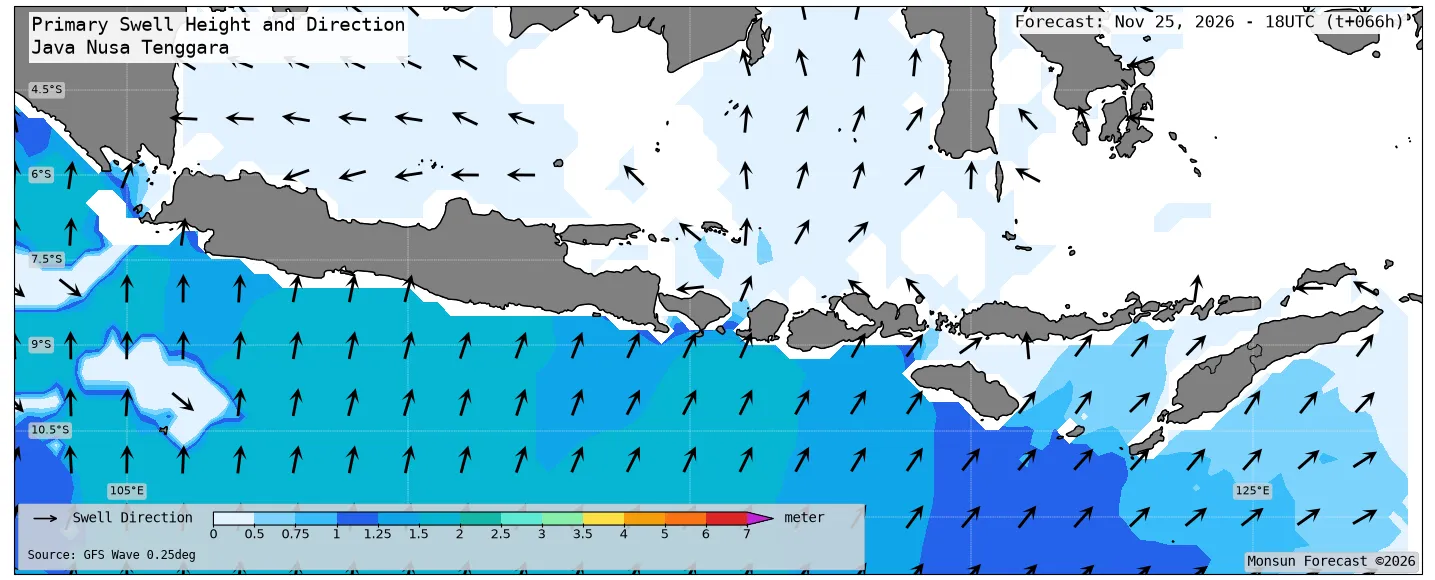 Primary Swell Height and Direction
Java Nusa Tenggara
Forecast: Nov 25, 2026 - 18UTC (t+066h)
4.5°S
6°S
7.5°S
9°S
10.5°S
105°E
125°E
Swell Direction
0 0.5 0.75 1 1.25 1.5 2 2.5 3 3.5 4 5 6 7
meter
Source: GFS Wave 0.25deg
Monsun Forecast ©2026